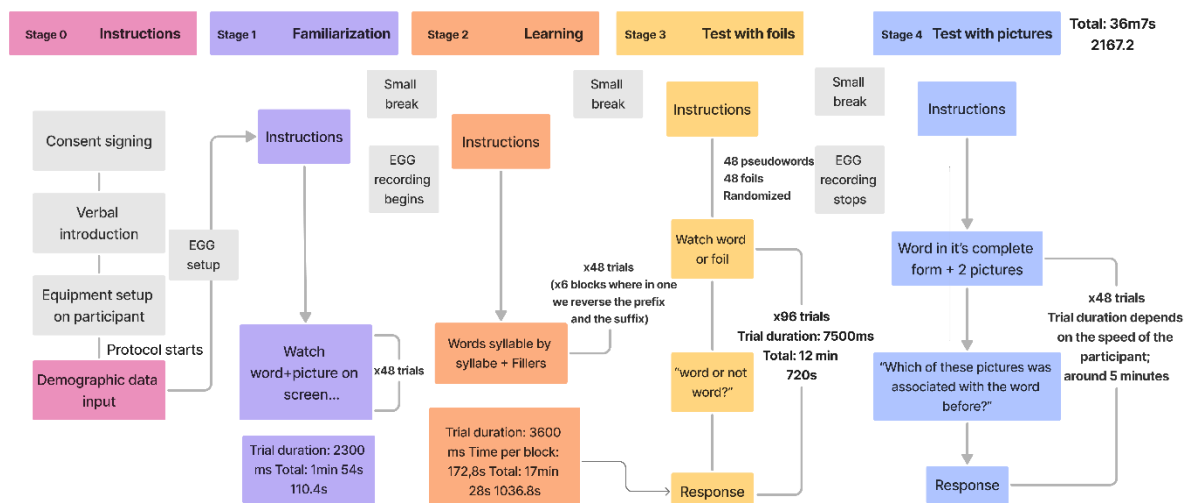 Stage 0 Instructions
Stage 1 Familiarization
Stage 2 Learning
Stage 3 Test with foils
Stage 4 Test with pictures
Total: 36m7s
2167.2
Consent signing
Verbal
introduction
Equipment setup
on participant
Protocol starts
Demographic data
input
EGG
setup
Instructions
Watch
word+picture on
screen...
x48 trials
Trial duration: 2300
ms Total: 1min 54s
110.4s
Small
break
EGG
recording
begins
Instructions
Words syllable by
syllabe + Fillers
x48 trials
(x6 blocks where in one
we reverse the prefix
and the suffix)
Trial duration: 3600
ms Time per block:
172,8s Total: 17min
28s 1036.8s
Small
break
Instructions
48 pseudowords
48 foils
Randomized
Watch word
or foil
x96 trials
Trial duration: 7500ms
Total: 12 min
720s
"word or not
word?"
Response
Small
break
EGG
recording
stops
Instructions
Word in it's complete
form + 2 pictures
x48 trials
Trial duration depends
on the speed of the
participant;
around 5 minutes
"Which of these pictures was
associated with the word
before?"
Response